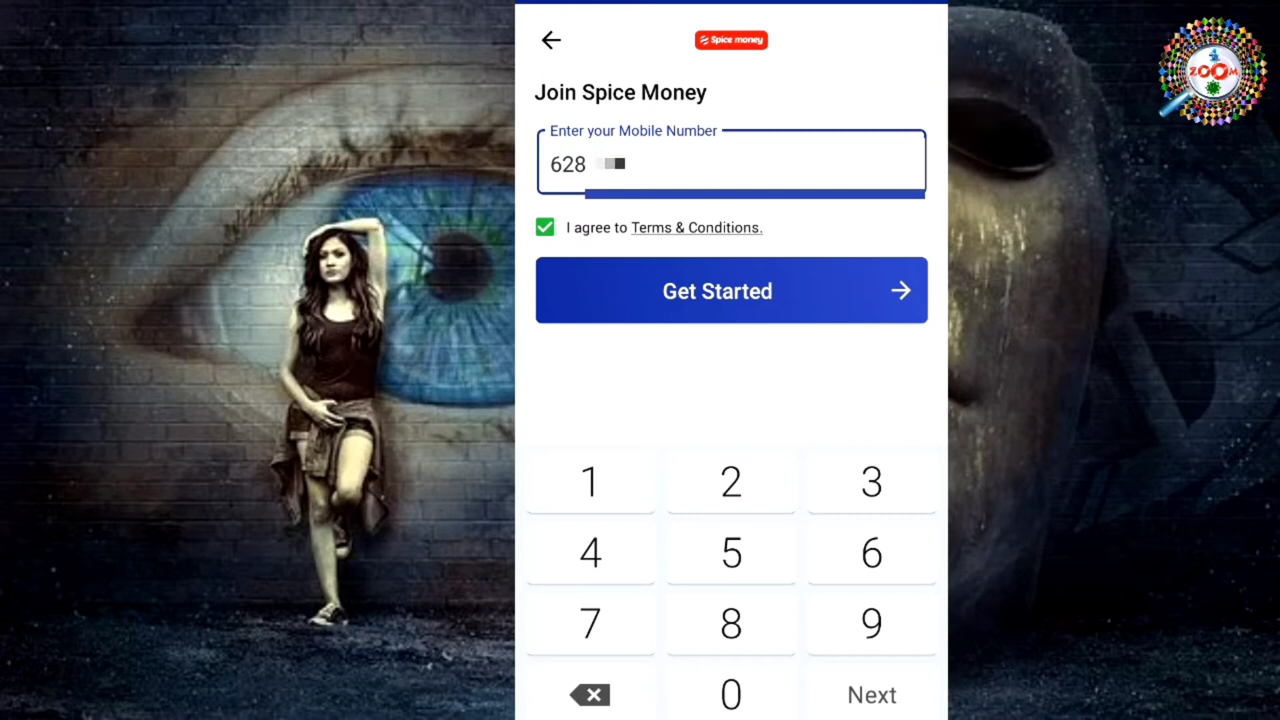 Spice money
Join Spice Money
Enter your Mobile Number
628
I agree to Terms & Conditions.
Get Started
1 2 3
4 5 6
7 8 9
0 Next
ZOOM